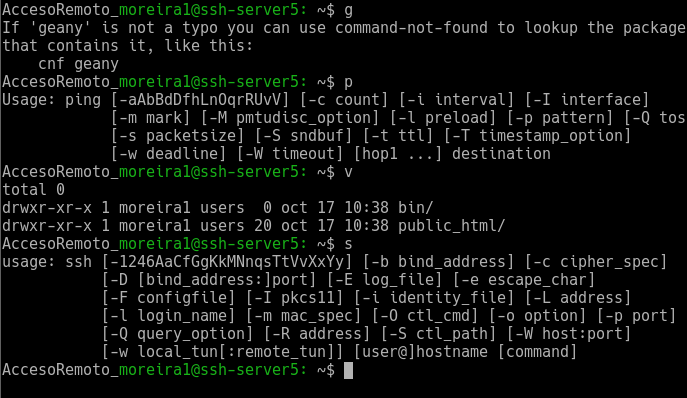 AccesoRemoto_moreira1@ssh-server5: ~$ g
If 'geany' is not a typo you can use command-not-found to lookup the package
that contains it, like this:
    cnf geany
AccesoRemoto_moreira1@ssh-server5: ~$ p
Usage: ping [-aAbBdDfhLnOqrRUvV] [-c count] [-i interval] [-I interface]
            [-m mark] [-M pmtudisc_option] [-l preload] [-p pattern] [-Q tos
            [-s packetsize] [-S sndbuf] [-t ttl] [-T timestamp_option]
            [-w deadline] [-W timeout] [hop1 ...] destination
AccesoRemoto_moreira1@ssh-server5: ~$ v
total 0
drwxr-xr-x 1 moreira1 users  0 oct 17 10:38 bin/
drwxr-xr-x 1 moreira1 users 20 oct 17 10:38 public_html/
AccesoRemoto_moreira1@ssh-server5: ~$ s
usage: ssh [-1246AaCfGgKkMNnqsTtVvXxYy] [-b bind_address] [-c cipher_spec]
           [-D [bind_address:]port] [-E log_file] [-e escape_char]
           [-F configfile] [-I pkcs11] [-i identity_file] [-L address]
           [-l login_name] [-m mac_spec] [-O ctl_cmd] [-o option] [-p port]
           [-Q query_option] [-R address] [-S ctl_path] [-W host:port]
           [-w local_tun[:remote_tun]] [user@]hostname [command]
AccesoRemoto_moreira1@ssh-server5: ~$